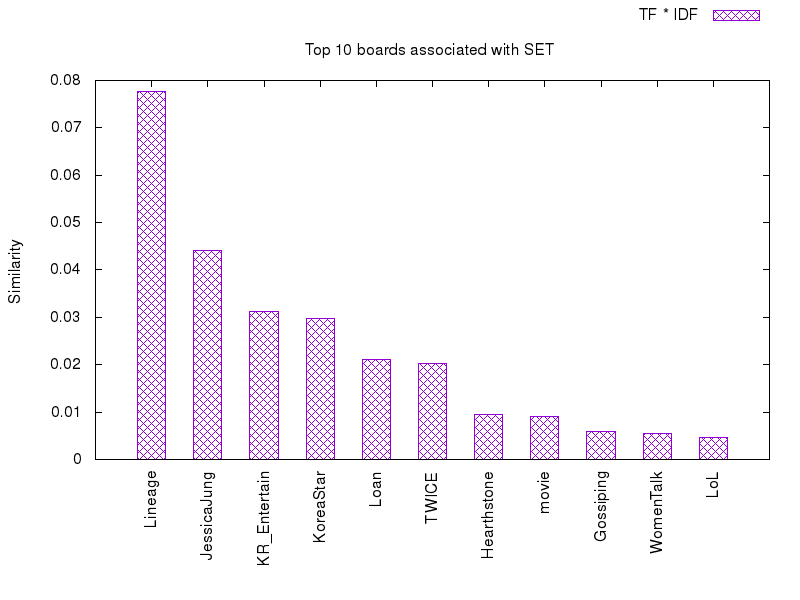 TF * IDF
Top 10 boards associated with SET
Similarity
0.08
0.07
0.06
0.05
0.04
0.03
0.02
0.01
0
Lineage
JessicaJung
KR_Entertain
KoreaStar
Loan
TWICE
Hearthstone
movie
Gossiping
WomenTalk
LoL